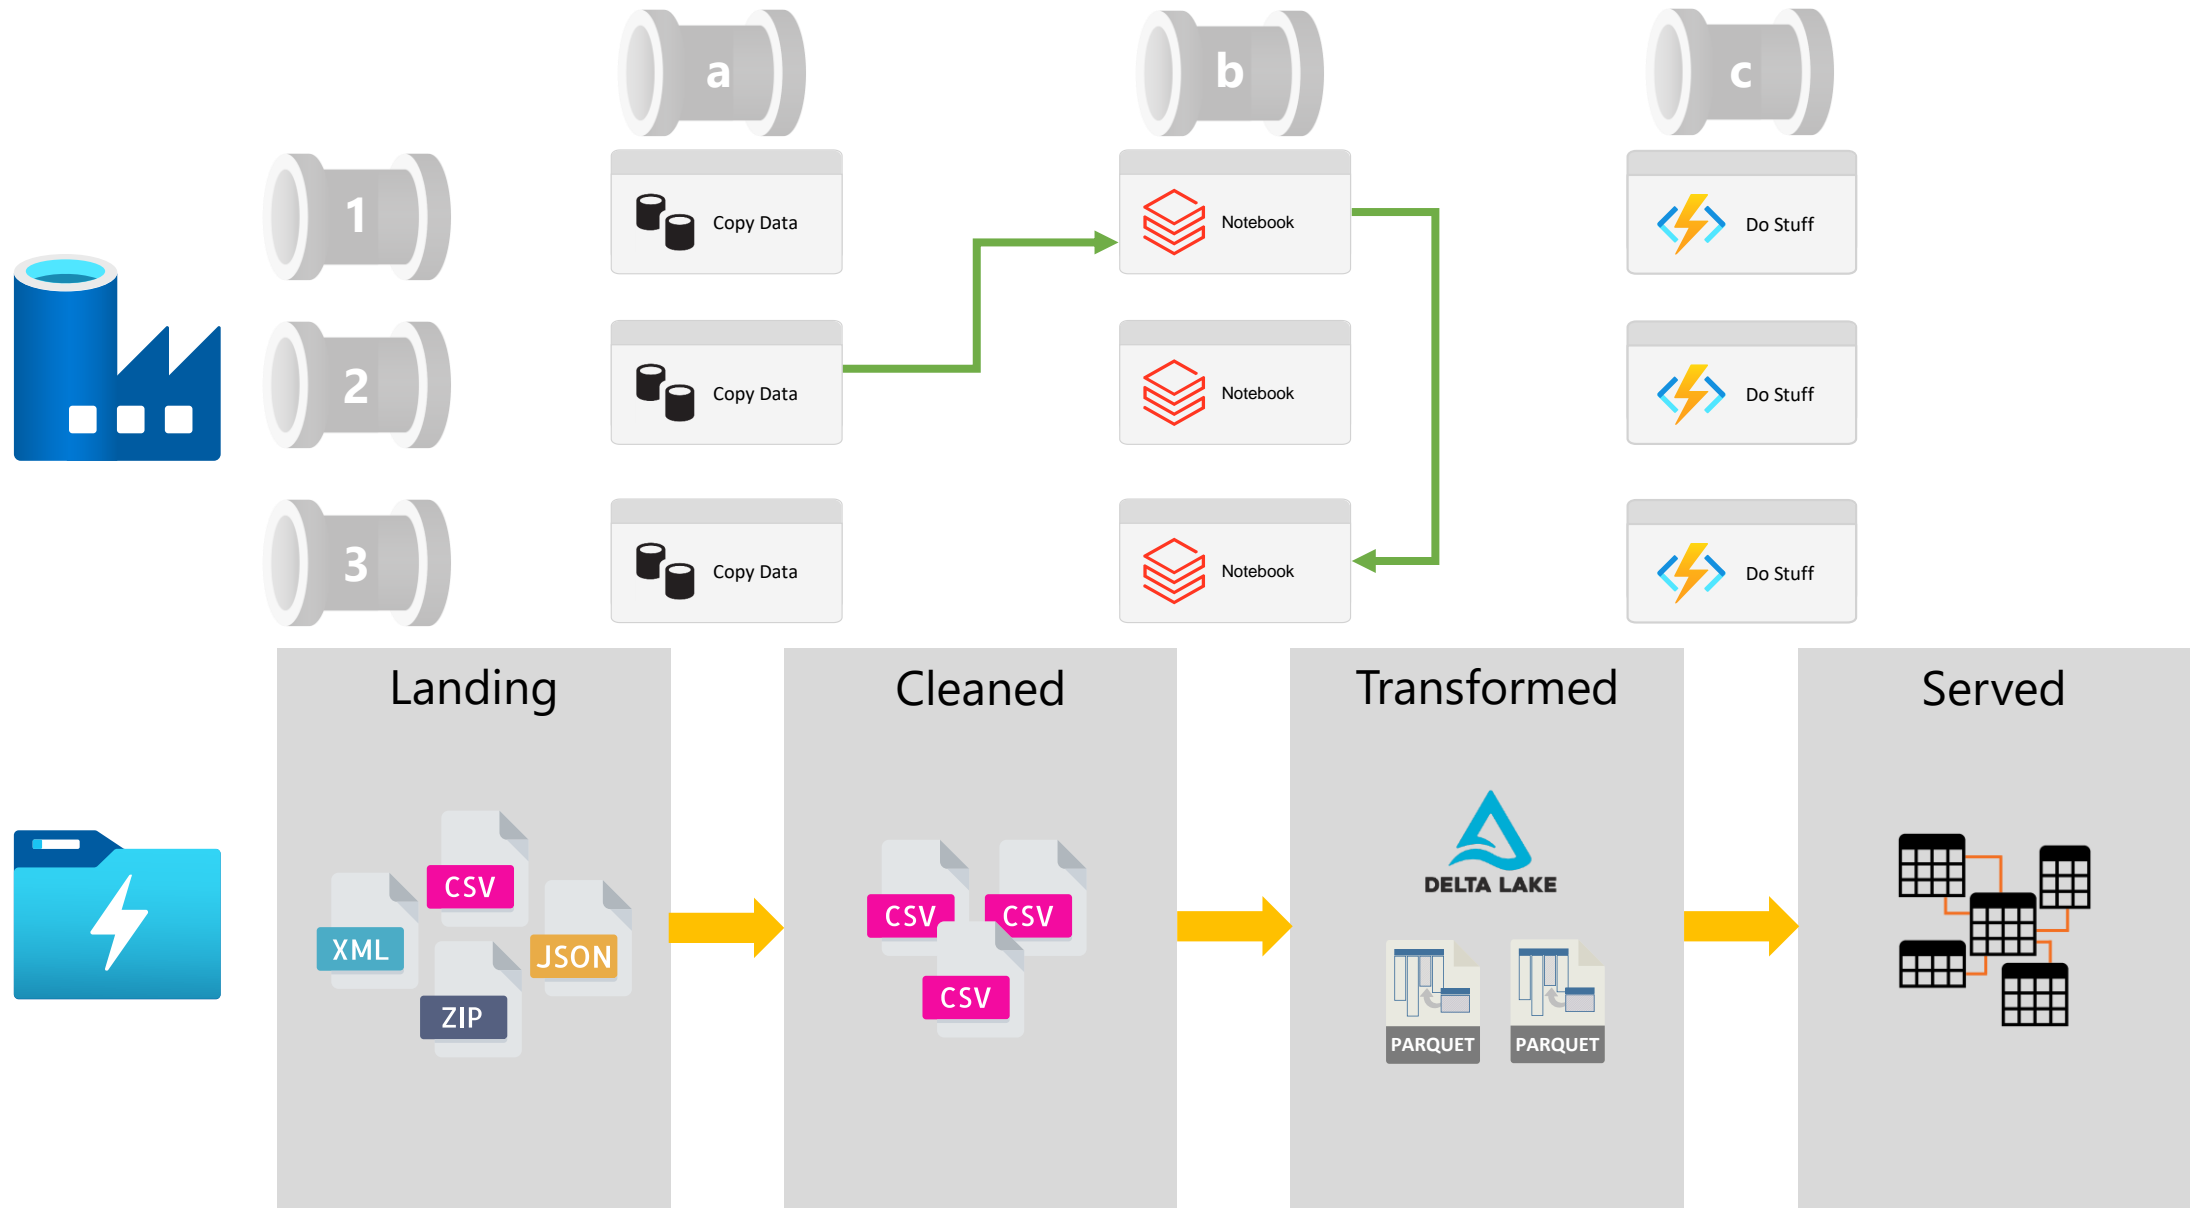 a
b
c
1
Copy Data
Notebook
Do Stuff
2
Copy Data
Notebook
Do Stuff
3
Copy Data
Notebook
Do Stuff
Landing
Cleaned
Transformed
Served
CSV
XML
JSON
ZIP
CSV
CSV
CSV
DELTA LAKE
PARQUET
PARQUET